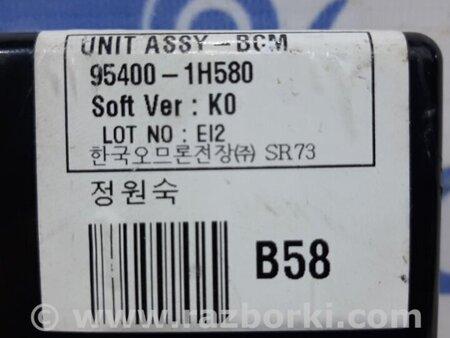 UNIT ASSY-BCM
95400-1H580
Soft Ver : K0
LOT NO : EI2
한국오므론전장㈜ SR73
정원숙
B58
www.razborki.com